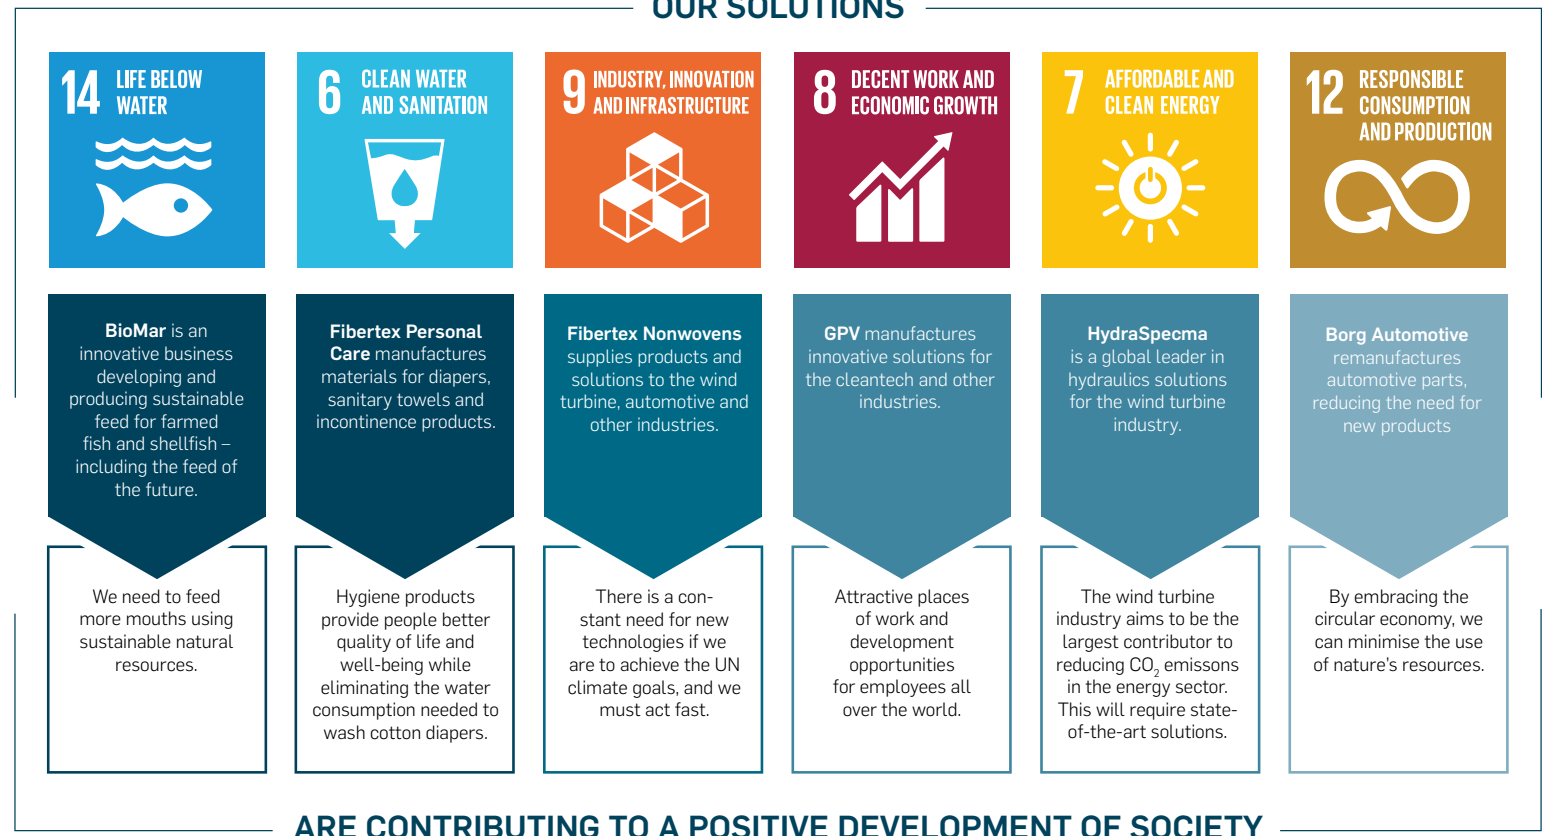 OUR SOLUTIONS
14 LIFE BELOW
WATER
6 CLEAN WATER
AND SANITATION
9 INDUSTRY, INNOVATION
AND INFRASTRUCTURE
8 DECENT WORK AND
ECONOMIC GROWTH
7 AFFORDABLE AND
CLEAN ENERGY
12 RESPONSIBLE
CONSUMPTION
AND PRODUCTION
BioMar is an
innovative business
developing and
producing sustainable
feed for farmed
fish and shellfish –
including the feed of
the future.
Fibertex Personal
Care manufactures
materials for diapers,
sanitary towels and
incontinence products.
Fibertex Nonwovens
supplies products and
solutions to the wind
turbine, automotive and
other industries.
GPV manufactures
innovative solutions for
the cleantech and other
industries.
HydraSpecma
is a global leader in
hydraulics solutions
for the wind turbine
industry.
Borg Automotive
remanufactures
automotive parts,
reducing the need for
new products
We need to feed
more mouths using
sustainable natural
resources.
Hygiene products
provide people better
quality of life and
well-being while
eliminating the water
consumption needed to
wash cotton diapers.
There is a con-
stant need for new
technologies if we
are to achieve the UN
climate goals, and we
must act fast.
Attractive places
of work and
development
opportunities
for employees all
over the world.
The wind turbine
industry aims to be the
largest contributor to
reducing CO₂ emissons
in the energy sector.
This will require state-
of-the-art solutions.
By embracing the
circular economy, we
can minimise the use
of nature's resources.
ARE CONTRIBUTING TO A POSITIVE DEVELOPMENT OF SOCIETY